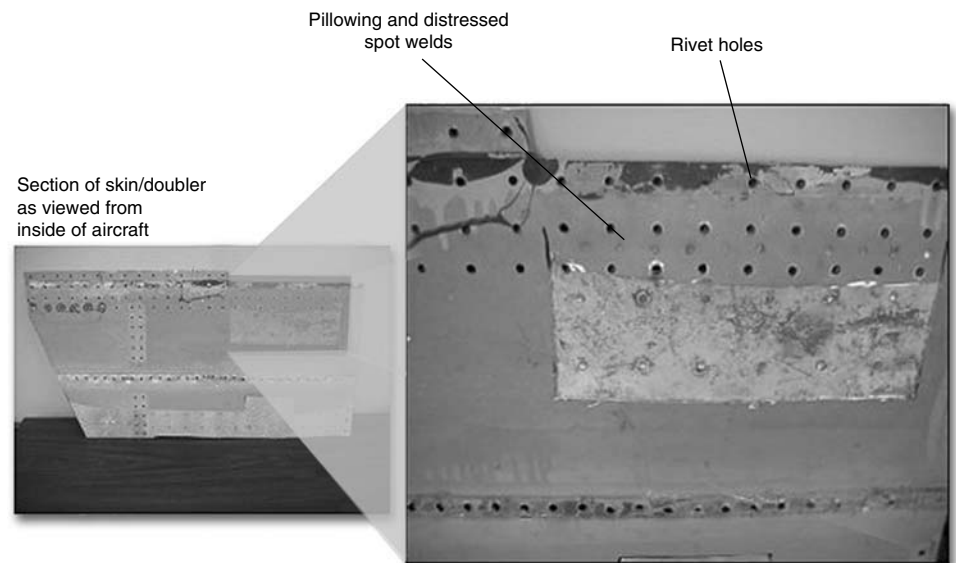 Pillowing and distressed
spot welds
Rivet holes
Section of skin/doubler
as viewed from
inside of aircraft